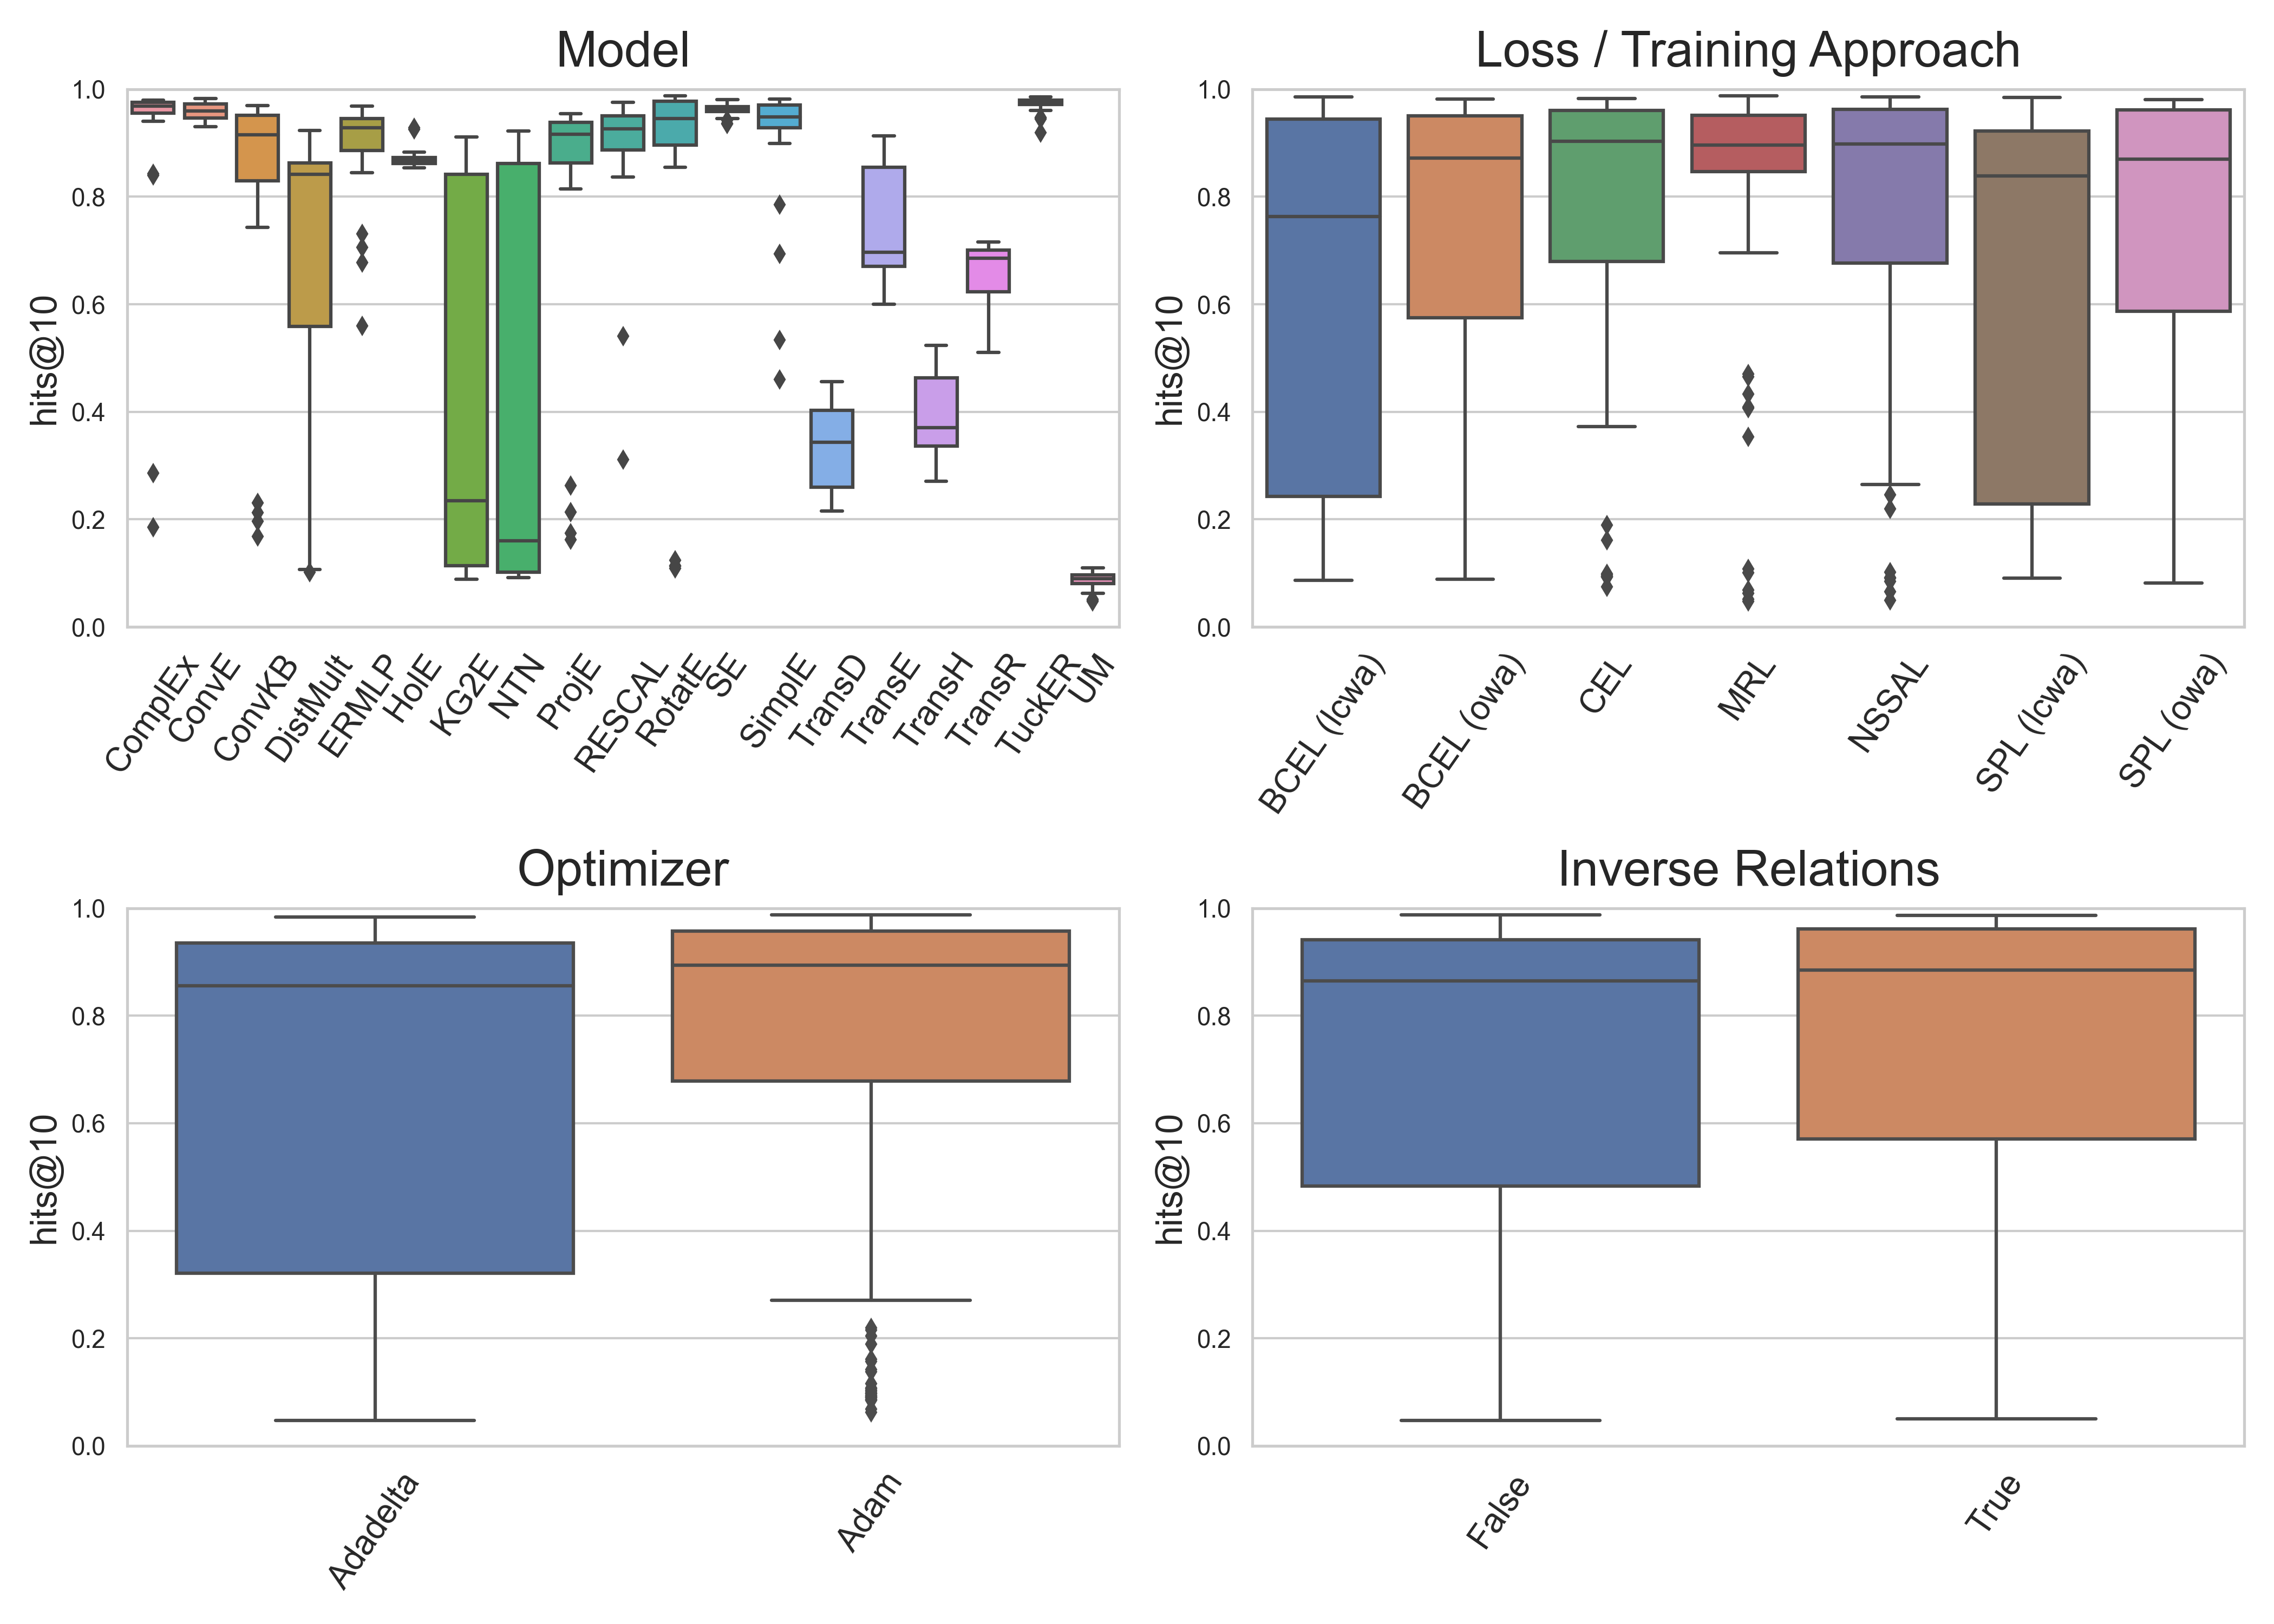 Model
hits@10
1.0
0.8
0.6
0.4
0.2
0.0
ComplEx
ConvE
ConvKB
DistMult
ERMLP
HolE
KG2E
NTN
ProjE
RESCAL
RotatE
SE
SimplE
TransD
TransE
TransH
TransR
TuckER
UM
Loss / Training Approach
hits@10
1.0
0.8
0.6
0.4
0.2
0.0
BCEL (lcwa)
BCEL (owa)
CEL
MRL
NSSAL
SPL (lcwa)
SPL (owa)
Optimizer
hits@10
1.0
0.8
0.6
0.4
0.2
0.0
Adadelta
Adam
Inverse Relations
hits@10
1.0
0.8
0.6
0.4
0.2
0.0
False
True